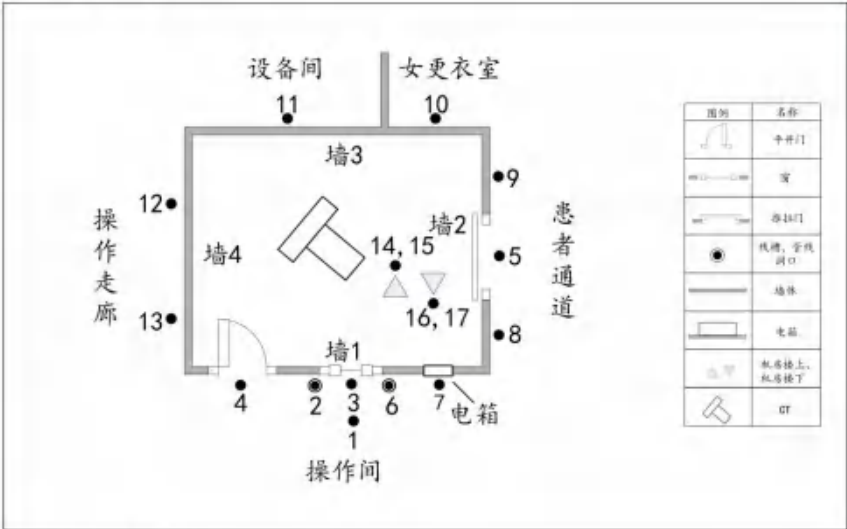 设备间
女更衣室
11
10
墙3
9
12
墙2
操作走廊
墙4
14,15
5
患者通道
16,17
13
8
墙1
4
2
3
6
7
电箱
1
操作间
图例
名称
平开门
窗
推拉门
线槽、管线
洞口
墙体
电箱
机房楼上、
机房楼下
CT